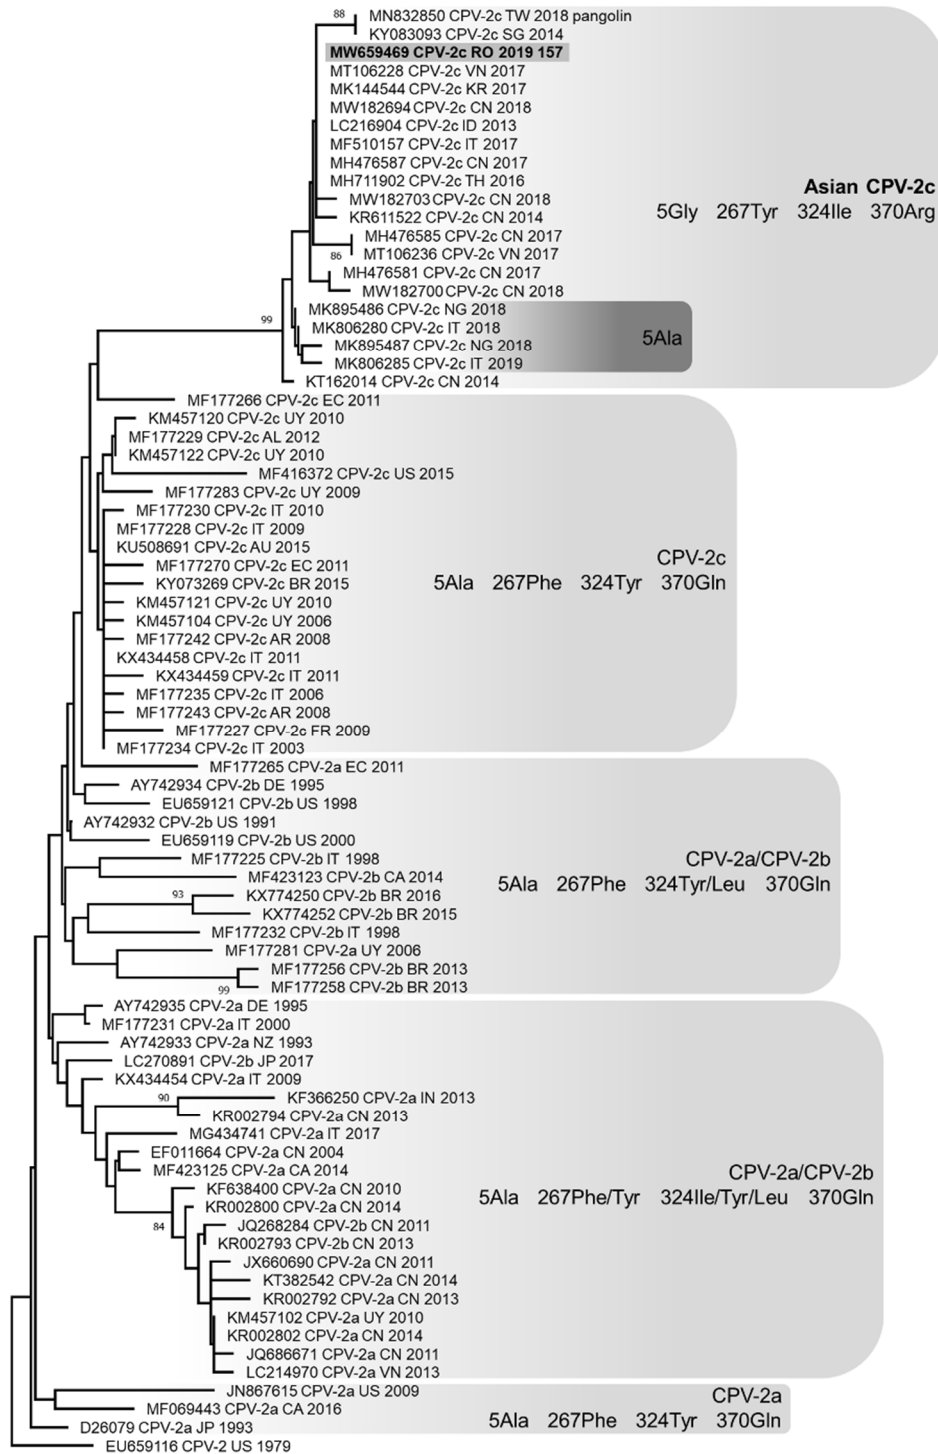 88
MN832850 CPV-2c TW 2018 pangolin
KY083093 CPV-2c SG 2014
MW659469 CPV-2c RO 2019 157
MT106228 CPV-2c VN 2017
MK144544 CPV-2c KR 2017
MW182694 CPV-2c CN 2018
LC216904 CPV-2c ID 2013
MF510157 CPV-2c IT 2017
MH476587 CPV-2c CN 2017
MH711902 CPV-2c TH 2016
MW182703 CPV-2c CN 2018
KR611522 CPV-2c CN 2014
Asian CPV-2c
5Gly 267Tyr 324Ile 370Arg
MH476585 CPV-2c CN 2017
86
MT106236 CPV-2c VN 2017
MH476581 CPV-2c CN 2017
MW182700 CPV-2c CN 2018
MK895486 CPV-2c NG 2018
99
MK806280 CPV-2c IT 2018
MK895487 CPV-2c NG 2018
5Ala
MK806285 CPV-2c IT 2019
KT162014 CPV-2c CN 2014
MF177266 CPV-2c EC 2011
KM457120 CPV-2c UY 2010
MF177229 CPV-2c AL 2012
KM457122 CPV-2c UY 2010
MF416372 CPV-2c US 2015
MF177283 CPV-2c UY 2009
MF177230 CPV-2c IT 2010
MF177228 CPV-2c IT 2009
KU508691 CPV-2c AU 2015
MF177270 CPV-2c EC 2011
KY073269 CPV-2c BR 2015
CPV-2c
5Ala 267Phe 324Tyr 370Gln
KM457121 CPV-2c UY 2010
KM457104 CPV-2c UY 2006
MF177242 CPV-2c AR 2008
KX434458 CPV-2c IT 2011
KX434459 CPV-2c IT 2011
MF177235 CPV-2c IT 2006
MF177243 CPV-2c AR 2008
MF177227 CPV-2c FR 2009
MF177234 CPV-2c IT 2003
MF177265 CPV-2a EC 2011
AY742934 CPV-2b DE 1995
EU659121 CPV-2b US 1998
AY742932 CPV-2b US 1991
EU659119 CPV-2b US 2000
MF177225 CPV-2b IT 1998
MF423123 CPV-2b CA 2014
CPV-2a/CPV-2b
5Ala 267Phe 324Tyr/Leu 370Gln
93
KX774250 CPV-2b BR 2016
KX774252 CPV-2b BR 2015
MF177232 CPV-2b IT 1998
MF177281 CPV-2a UY 2006
MF177256 CPV-2b BR 2013
99
MF177258 CPV-2b BR 2013
AY742935 CPV-2a DE 1995
MF177231 CPV-2a IT 2000
AY742933 CPV-2a NZ 1993
LC270891 CPV-2b JP 2017
KX434454 CPV-2a IT 2009
90
KF366250 CPV-2a IN 2013
KR002794 CPV-2a CN 2013
MG434741 CPV-2a IT 2017
EF011664 CPV-2a CN 2004
MF423125 CPV-2a CA 2014
CPV-2a/CPV-2b
5Ala 267Phe/Tyr 324Ile/Tyr/Leu 370Gln
KF638400 CPV-2a CN 2010
KR002800 CPV-2a CN 2014
84
JQ268284 CPV-2b CN 2011
KR002793 CPV-2b CN 2013
JX660690 CPV-2a CN 2011
KT382542 CPV-2a CN 2014
KR002792 CPV-2a CN 2013
KM457102 CPV-2a UY 2010
KR002802 CPV-2a CN 2014
JQ686671 CPV-2a CN 2011
LC214970 CPV-2a VN 2013
JN867615 CPV-2a US 2009
MF069443 CPV-2a CA 2016
CPV-2a
5Ala 267Phe 324Tyr 370Gln
D26079 CPV-2a JP 1993
EU659116 CPV-2 US 1979